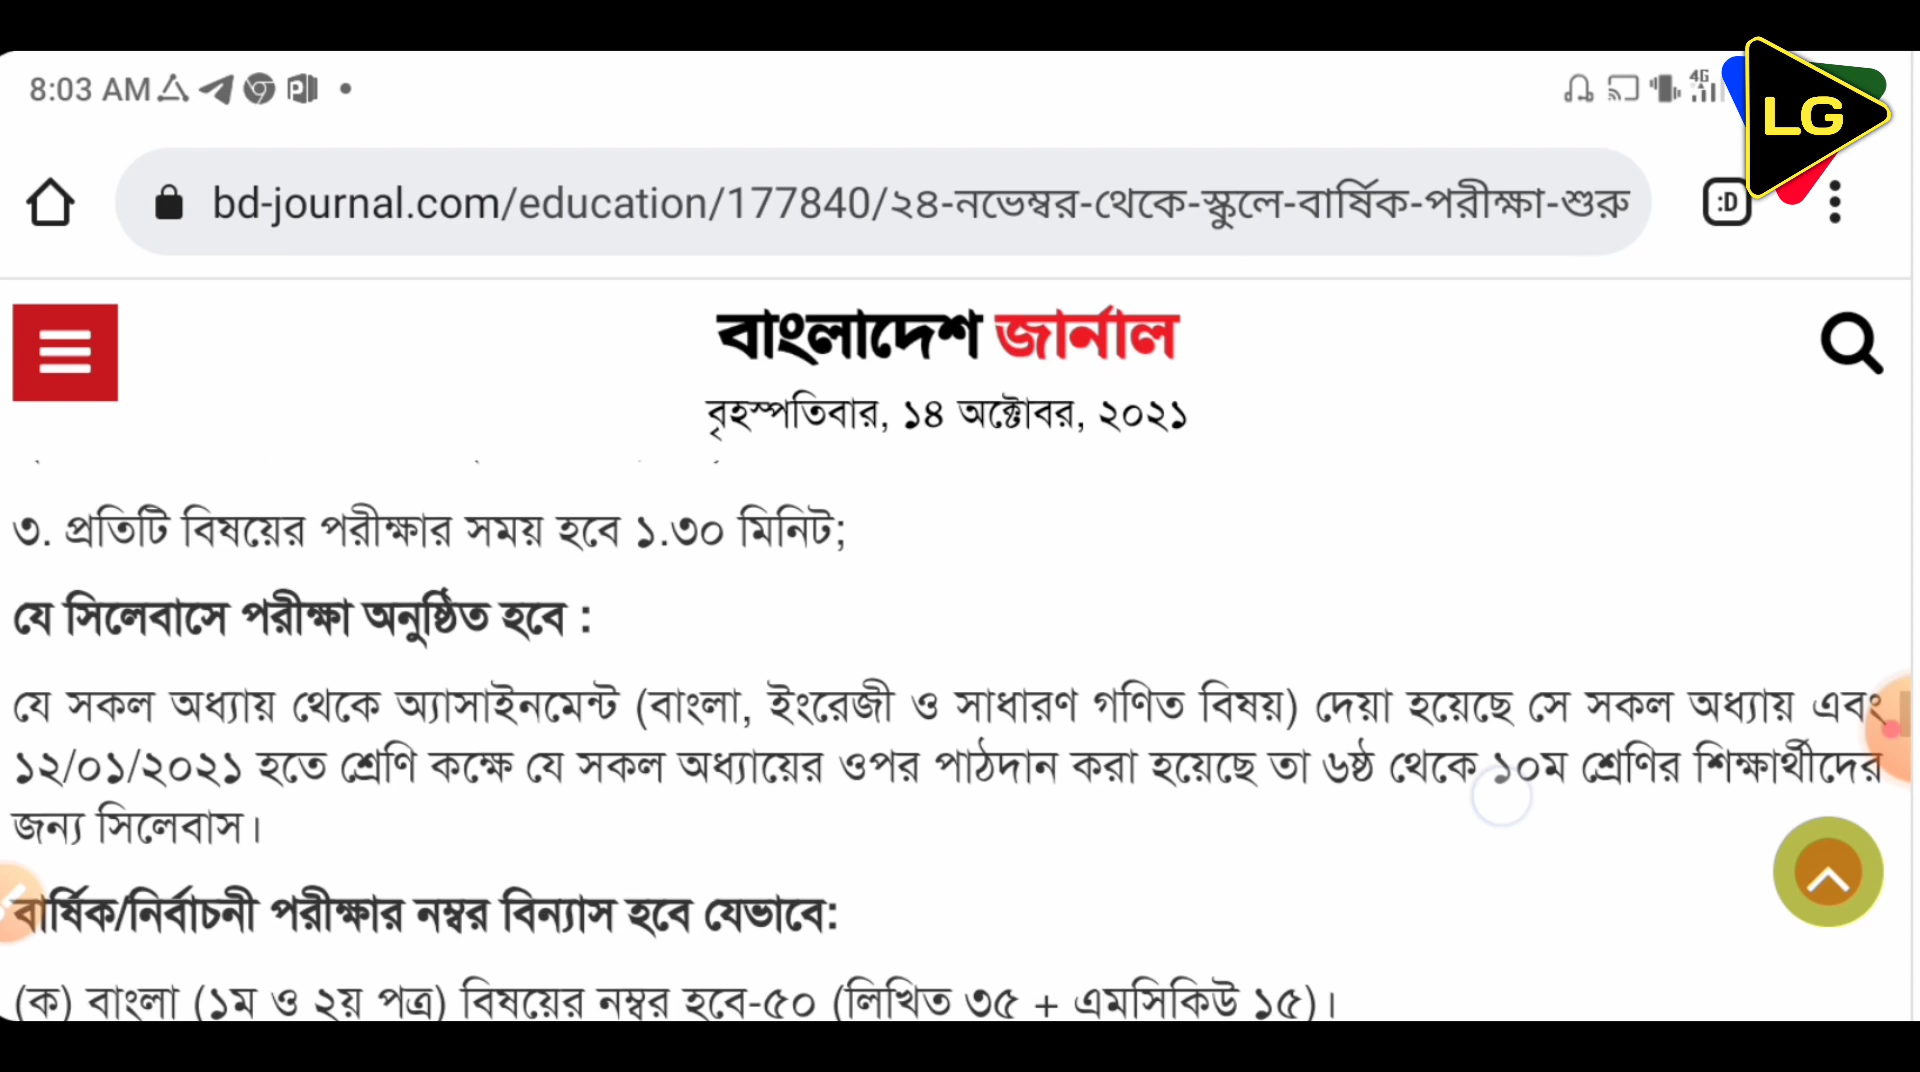 8:03 AM
4G
LG
bd-journal.com/education/177840/২৪-নভেম্বর-থেকে-স্কুলে-বার্ষিক-পরীক্ষা-শুরু
:D
বাংলাদেশ জার্নাল
বৃহস্পতিবার, ১৪ অক্টোবর, ২০২১
৩. প্রতিটি বিষয়ের পরীক্ষার সময় হবে ১.৩০ মিনিট;
যে সিলেবাসে পরীক্ষা অনুষ্ঠিত হবে :
যে সকল অধ্যায় থেকে অ্যাসাইনমেন্ট (বাংলা, ইংরেজী ও সাধারণ গণিত বিষয়) দেয়া হয়েছে সে সকল অধ্যায় এবং
১২/০১/২০২১ হতে শ্রেণি কক্ষে যে সকল অধ্যায়ের ওপর পাঠদান করা হয়েছে তা ৬ষ্ঠ থেকে ১০ম শ্রেণির শিক্ষার্থীদের
জন্য সিলেবাস।
বার্ষিক/নির্বাচনী পরীক্ষার নম্বর বিন্যাস হবে যেভাবে:
(ক) বাংলা (১ম ও ২য় পত্র) বিষয়ের নম্বর হবে-৫০ (লিখিত ৩৫ + এমসিকিউ ১৫)।